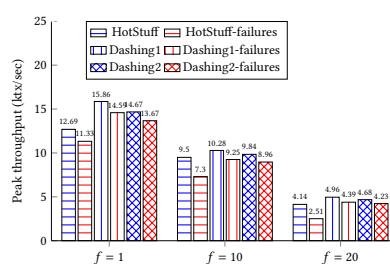 Peak throughput (ktx/sec)
25
20
15
10
5
0
HotStuff HotStuff-failures
Dashing1 Dashing1-failures
Dashing2 Dashing2-failures
12.69 11.33 15.86 14.59 14.67 13.67
9.5 7.3 10.28 9.25 9.84 8.96
4.14 2.51 4.96 4.39 4.68 4.23
f = 1 f = 10 f = 20